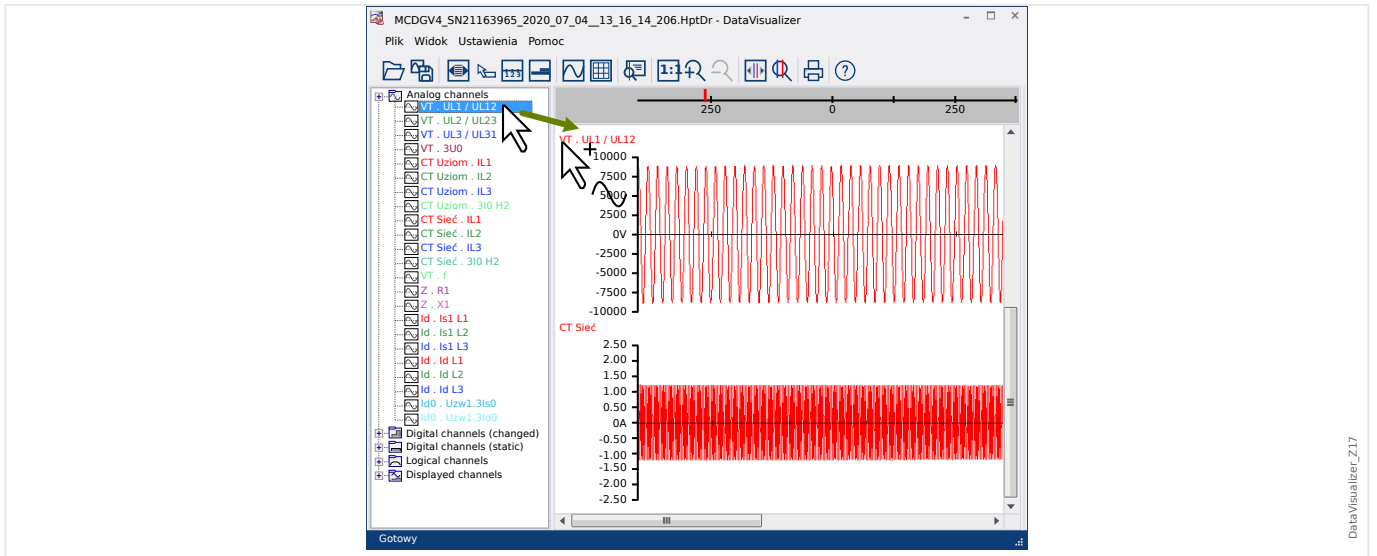 MCDGV4_SN21163965_2020_07_04__13_16_14_206.HptDr - DataVisualizer
Plik Widok Ustawienia Pomoc
123
1:1
?
Analog channels
VT . UL1 / UL12
VT . UL2 / UL23
VT . UL3 / UL31
VT . 3U0
CT Uziom . IL1
CT Uziom . IL2
CT Uziom . IL3
CT Uziom . 3I0 H2
CT Sieć . IL1
CT Sieć . IL2
CT Sieć . IL3
CT Sieć . 3I0 H2
VT . f
Z . R1
Z . X1
Id . Is1 L1
Id . Is1 L2
Id . Is1 L3
Id . Id L1
Id . Id L2
Id . Id L3
Id0 . Uzw1.3Is0
Id0 . Uzw1.3Id0
Digital channels (changed)
Digital channels (static)
Logical channels
Displayed channels
250 0 250
VT . UL1 / UL12
10000
7500
5000
2500
0V
-2500
-5000
-7500
-10000
CT Sieć
2.50
2.00
1.50
1.00
0.50
0A
-0.50
-1.00
-1.50
-2.00
-2.50
Gotowy
DataVisualizer_Z17